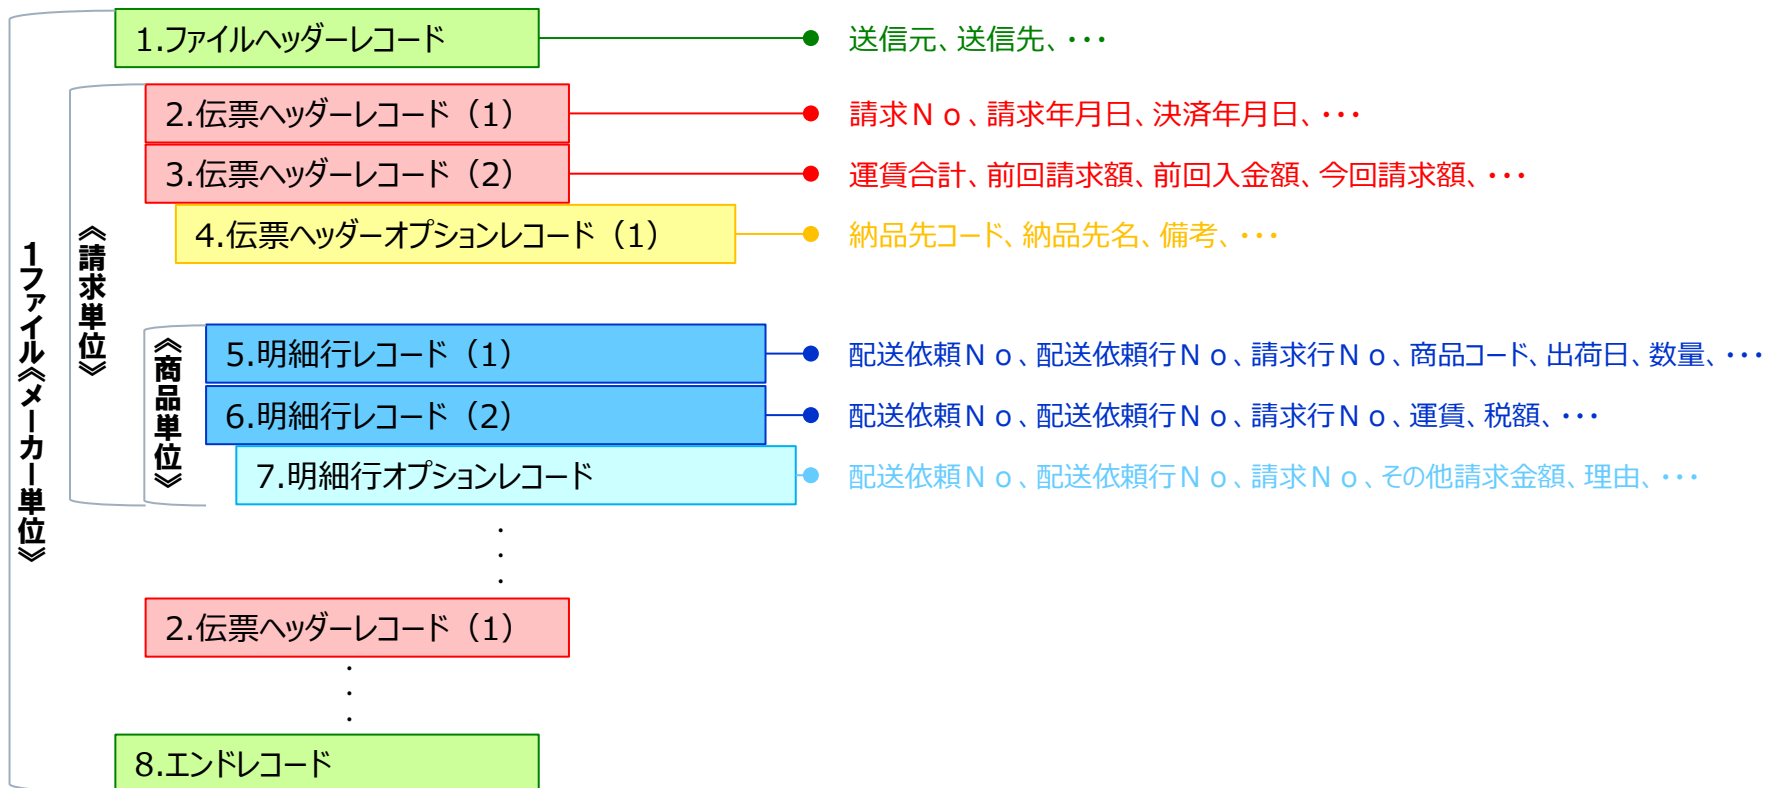 1ファイル《メーカー単位》
1.ファイルヘッダーレコード
送信元、送信先、・・・
《請求単位》
2.伝票ヘッダーレコード（1）
請求Ｎｏ、請求年月日、決済年月日、・・・
3.伝票ヘッダーレコード（2）
運賃合計、前回請求額、前回入金額、今回請求額、・・・
4.伝票ヘッダーオプションレコード（1）
納品先コード、納品先名、備考、・・・
《商品単位》
5.明細行レコード（1）
配送依頼Ｎｏ、配送依頼行Ｎｏ、請求行Ｎｏ、商品コード、出荷日、数量、・・・
6.明細行レコード（2）
配送依頼Ｎｏ、配送依頼行Ｎｏ、請求行Ｎｏ、運賃、税額、・・・
7.明細行オプションレコード
配送依頼Ｎｏ、配送依頼行Ｎｏ、請求Ｎｏ、その他請求金額、理由、・・・
2.伝票ヘッダーレコード（1）
8.エンドレコード